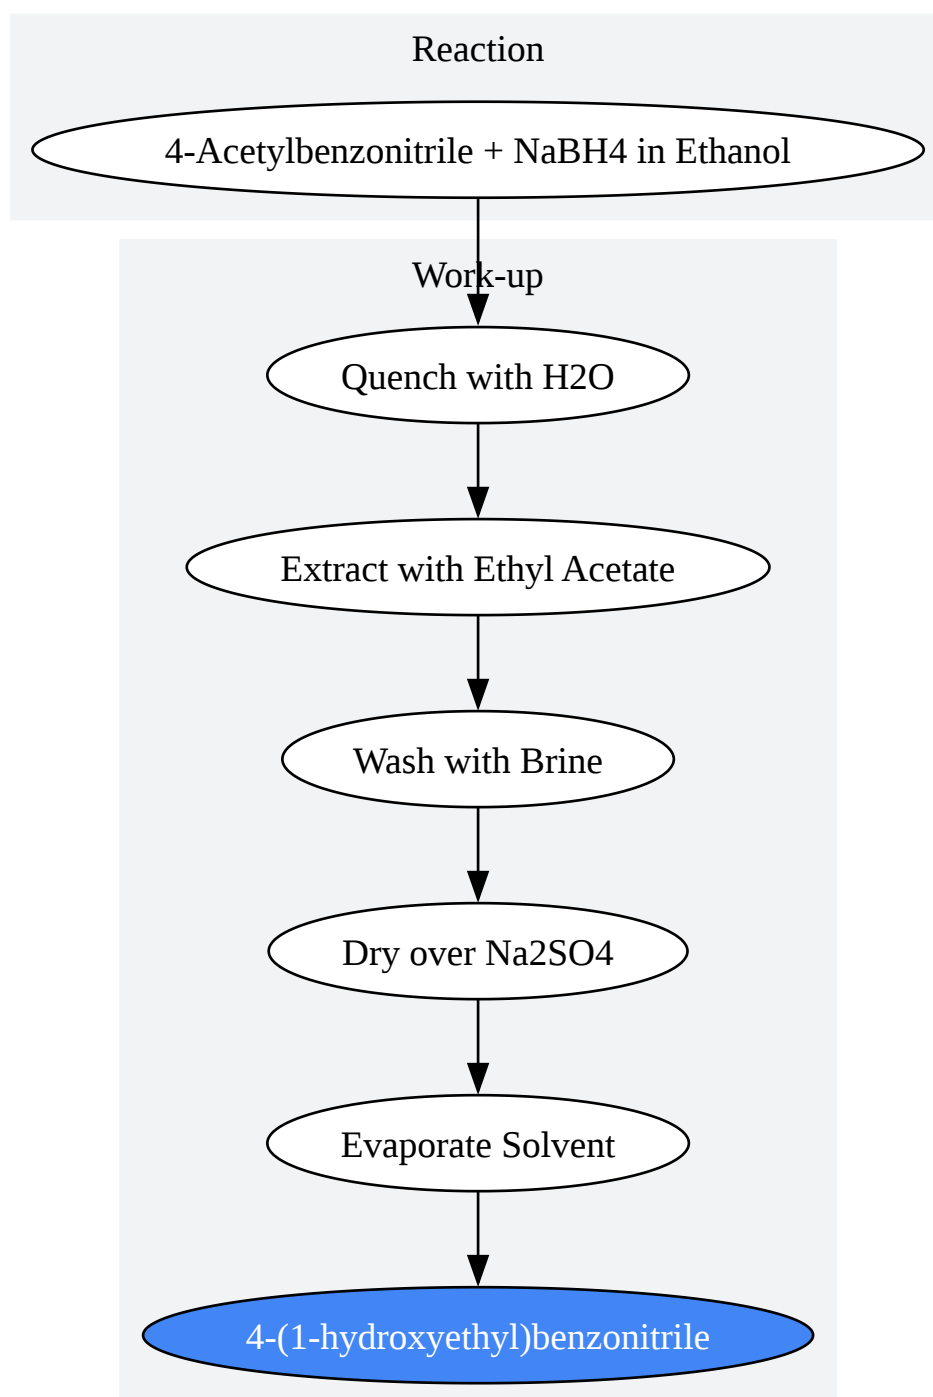 Reaction
4-Acetylbenzonitrile + NaBH4 in Ethanol
Work-up
Quench with H2O
Extract with Ethyl Acetate
Wash with Brine
Dry over Na2SO4
Evaporate Solvent
4-(1-hydroxyethyl)benzonitrile